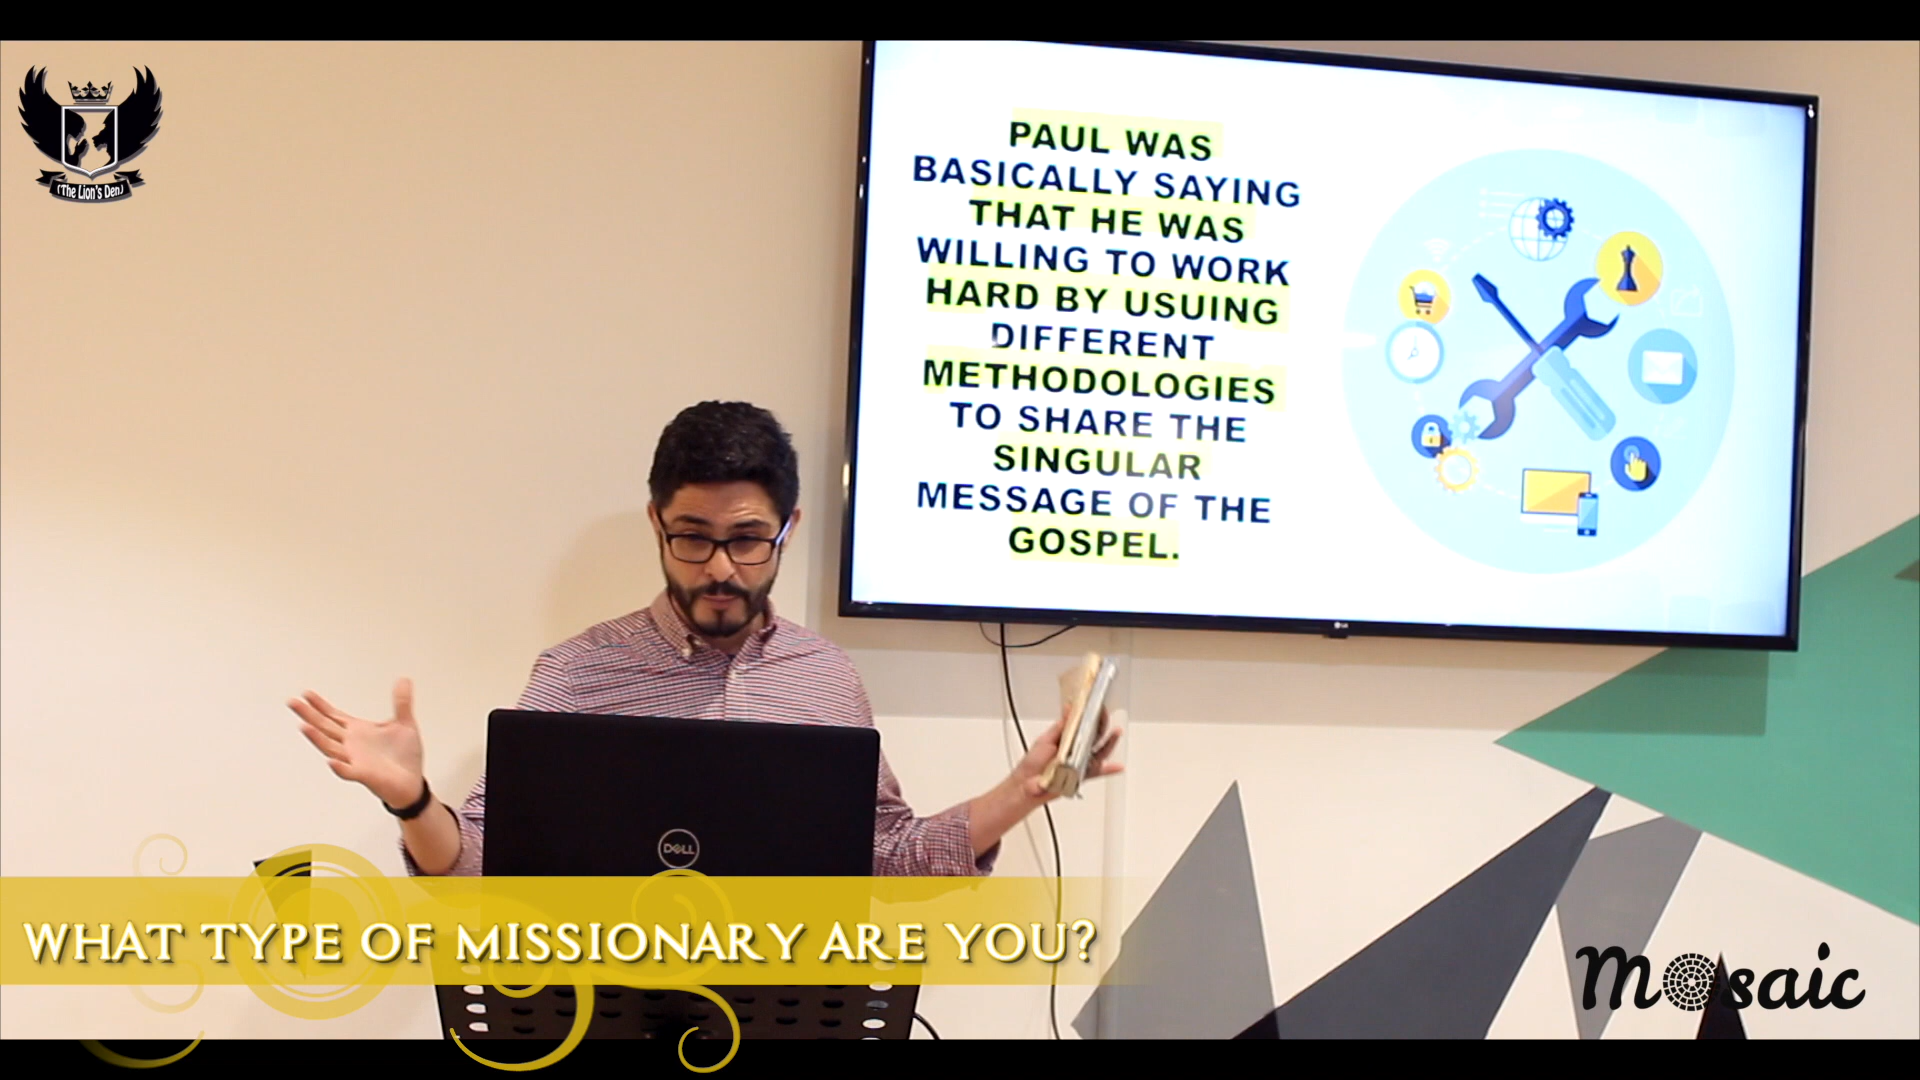 (The Lion's Den)
PAUL WAS
BASICALLY SAYING
THAT HE WAS
WILLING TO WORK
HARD BY USUING
DIFFERENT
METHODOLOGIES
TO SHARE THE
SINGULAR
MESSAGE OF THE
GOSPEL.
LG
DELL
WHAT TYPE OF MISSIONARY ARE YOU?
Mosaic